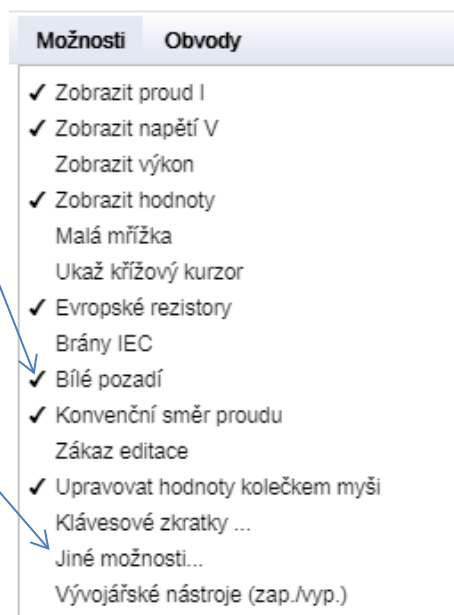 Možnosti Obvody
✓ Zobrazit proud I
✓ Zobrazit napětí V
Zobrazit výkon
✓ Zobrazit hodnoty
Malá mřížka
Ukaž křížový kurzor
✓ Evropské rezistory
Brány IEC
✓ Bílé pozadí
✓ Konvenční směr proudu
Zákaz editace
✓ Upravovat hodnoty kolečkem myši
Klávesové zkratky ...
Jiné možnosti...
Vývojářské nástroje (zap./vyp.)